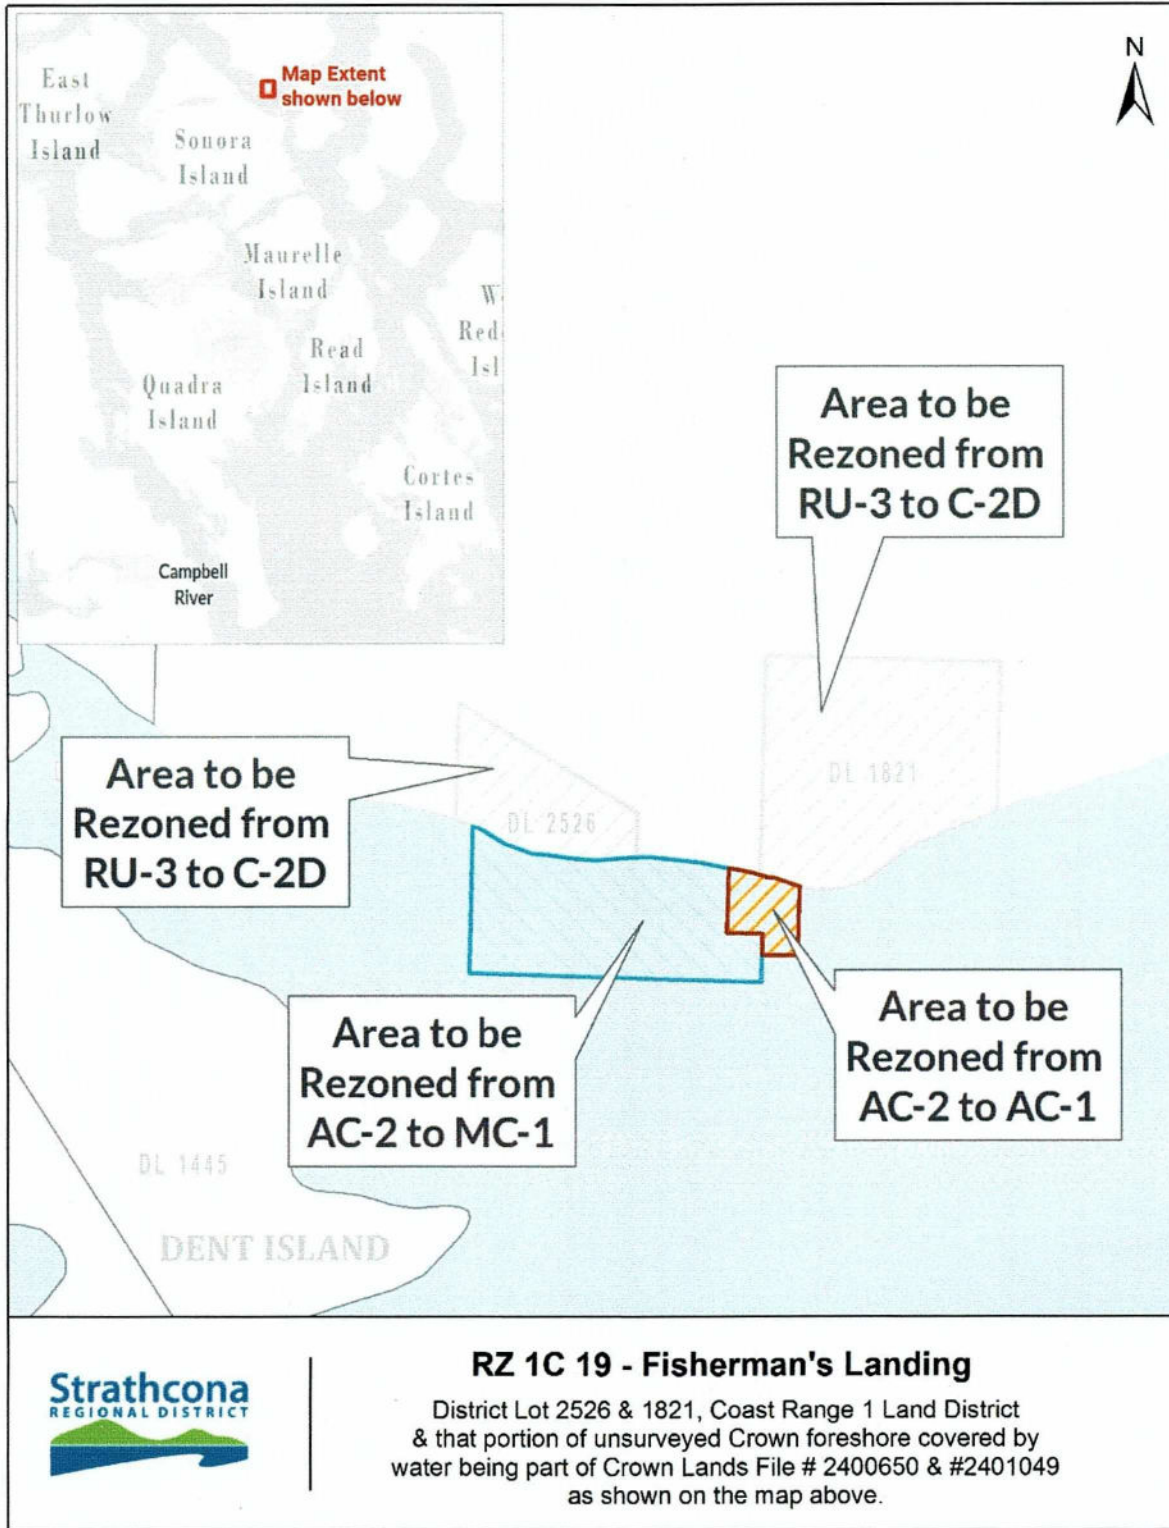 East
Thurlow
Island
Map Extent
shown below
N
Sonora
Island
Maurelle
Island
W
Red
Isl
Read
Island
Quadra
Island
Cortes
Island
Campbell
River
Area to be
Rezoned from
RU-3 to C-2D
Area to be
Rezoned from
RU-3 to C-2D
DL 1821
DL 2526
Area to be
Rezoned from
AC-2 to MC-1
Area to be
Rezoned from
AC-2 to AC-1
DL 1445
DENT ISLAND
Strathcona
REGIONAL DISTRICT
RZ 1C 19 - Fisherman's Landing
District Lot 2526 & 1821, Coast Range 1 Land District
& that portion of unsurveyed Crown foreshore covered by
water being part of Crown Lands File # 2400650 & #2401049
as shown on the map above.